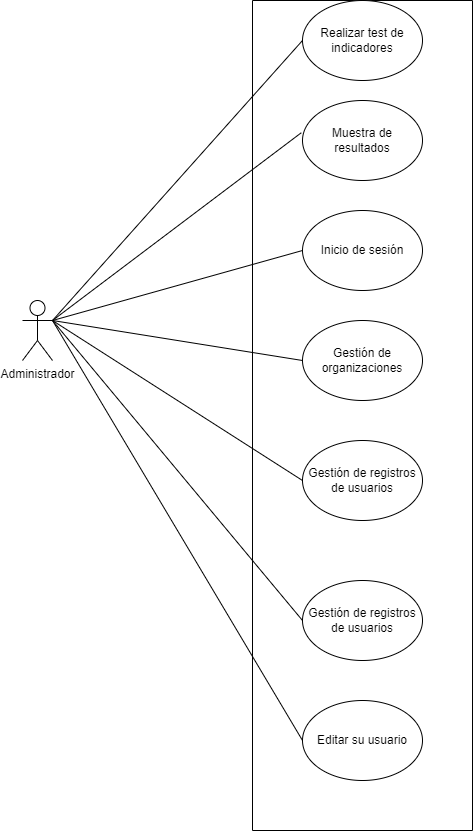 Realizar test de
indicadores
Muestra de
resultados
Inicio de sesión
Administrador
Gestión de
organizaciones
Gestión de registros
de usuarios
Gestión de registros
de usuarios
Editar su usuario